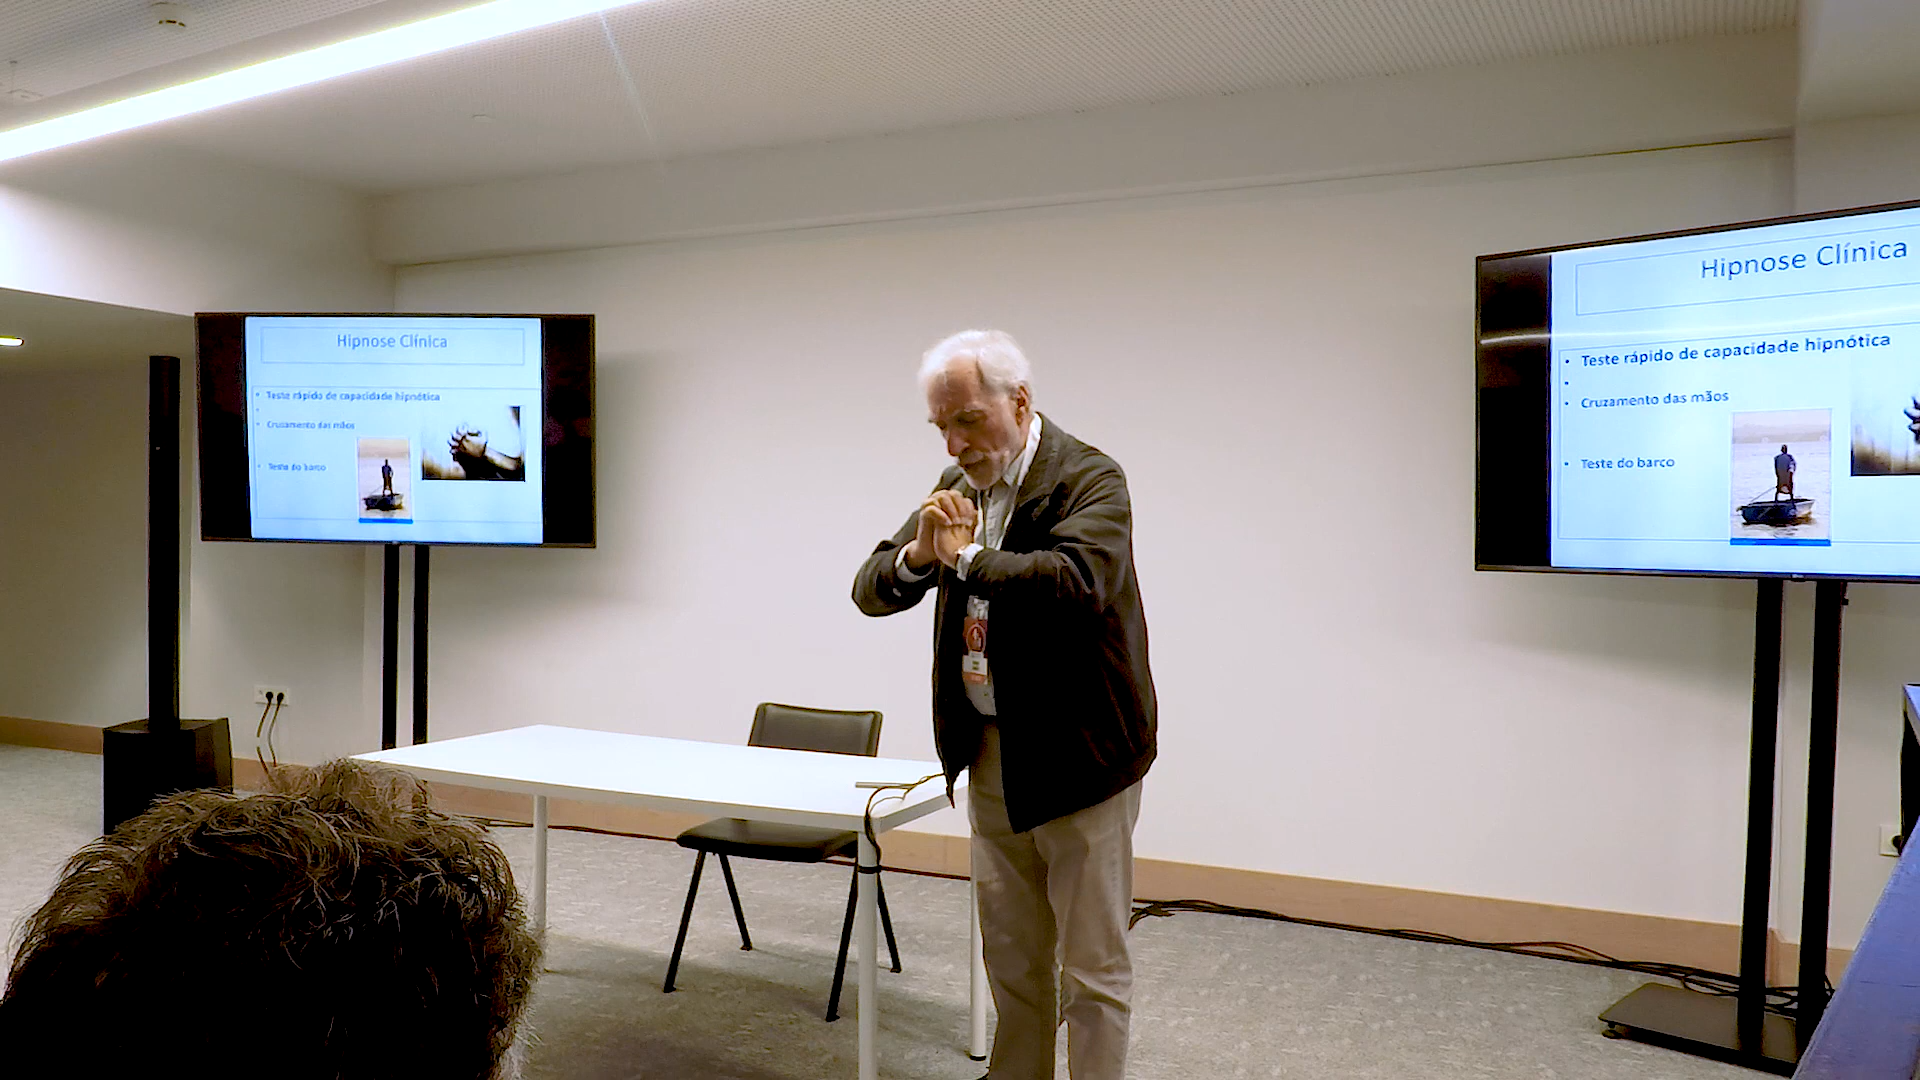 Hipnose Clínica
Teste rápido de capacidade hipnótica
Cruzamento das mãos
Teste do barco
Hipnose Clínica
Teste rápido de capacidade hipnótica
Cruzamento das mãos
Teste do barco